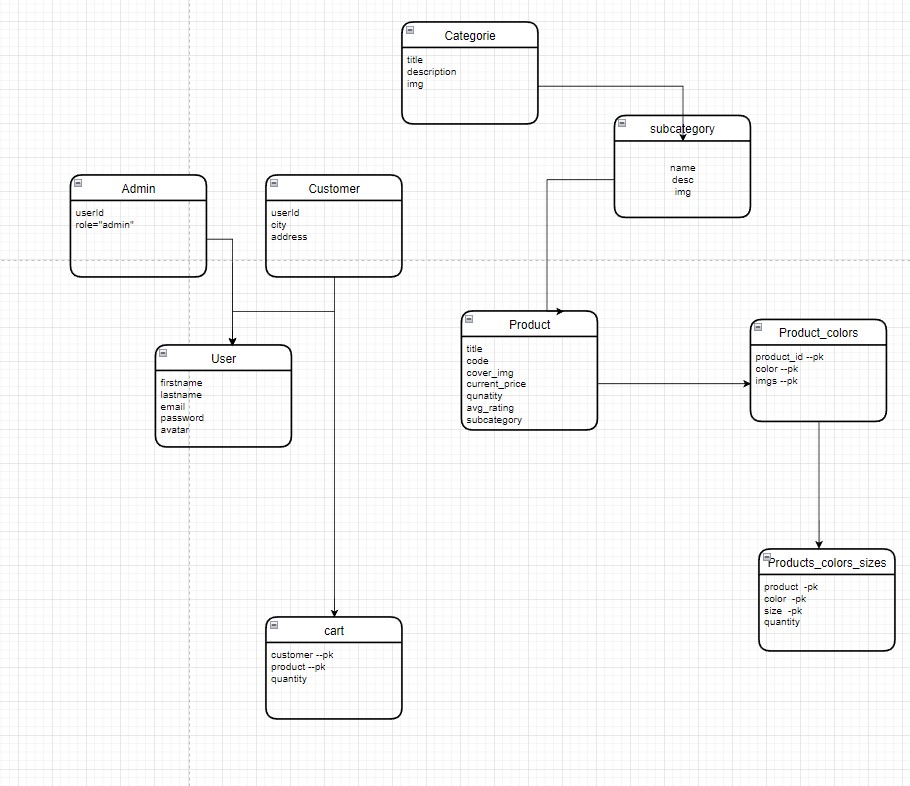 Categorie
title
description
img
subcategory
name
desc
img
Admin
userId
role="admin"
Customer
userId
city
address
User
firstname
lastname
email
password
avatar
Product
title
code
cover_img
current_price
qunatity
avg_rating
subcategory
Product_colors
product_id --pk
color --pk
imgs --pk
Products_colors_sizes
product -pk
color -pk
size -pk
quantity
cart
customer --pk
product --pk
quantity